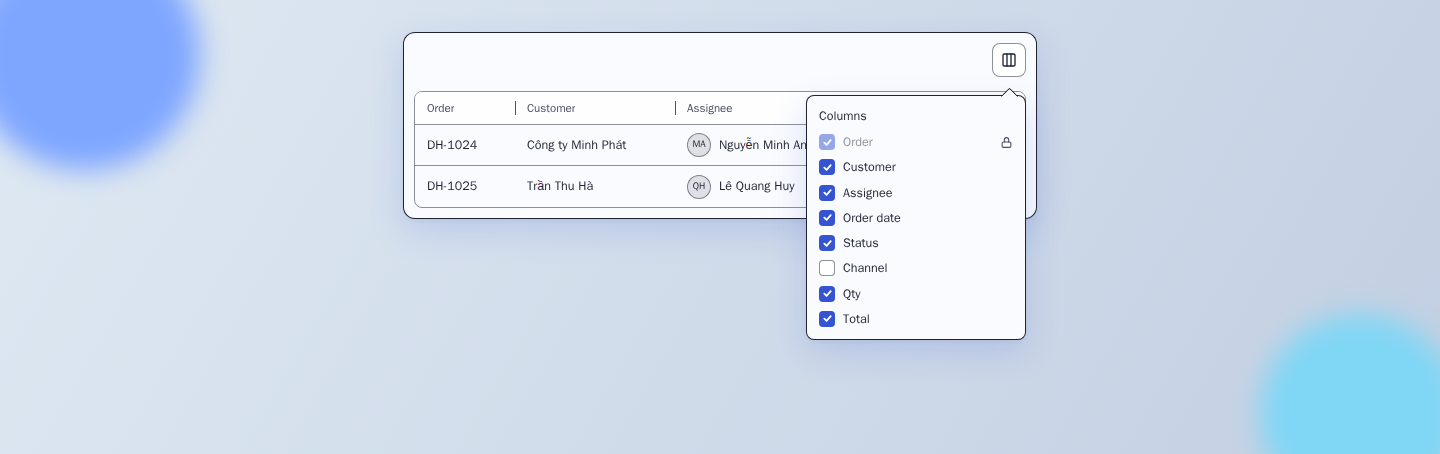 Order Customer Assignee
DH-1024 Công ty Minh Phát MA Nguyễn Minh An
DH-1025 Trần Thu Hà QH Lê Quang Huy
Columns
Order
Customer
Assignee
Order date
Status
Channel
Qty
Total